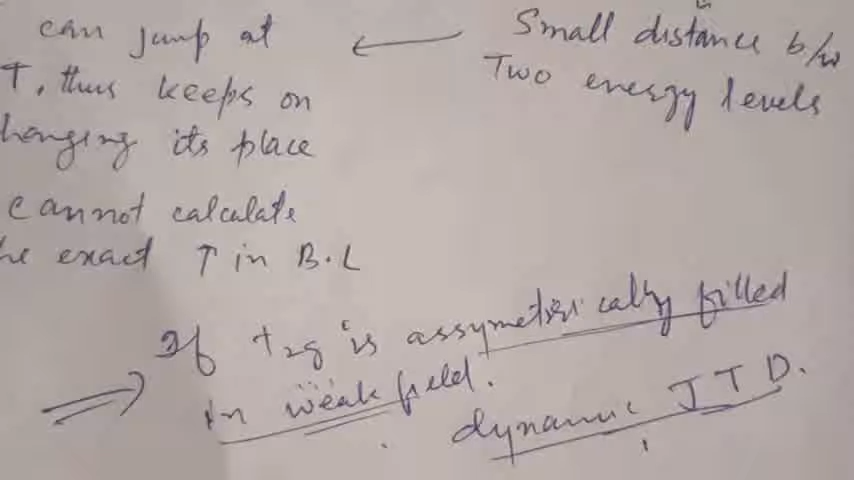 can jump at
T, thus keeps on
hanging its place
cannot calculate
he exact ↑ in B.L
← Small distance b/w
Two energy levels
⇒ If t2g is assymetrically filled
in weak field.
dynamic J T D.